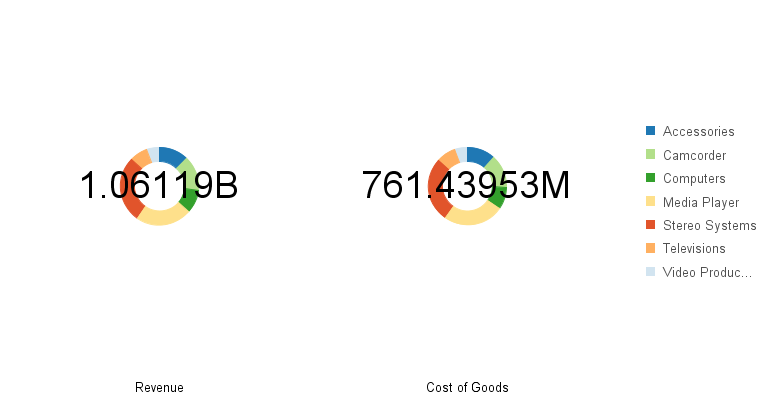 1.06119B
761.43953M
Accessories
Camcorder
Computers
Media Player
Stereo Systems
Televisions
Video Produc...
Revenue
Cost of Goods